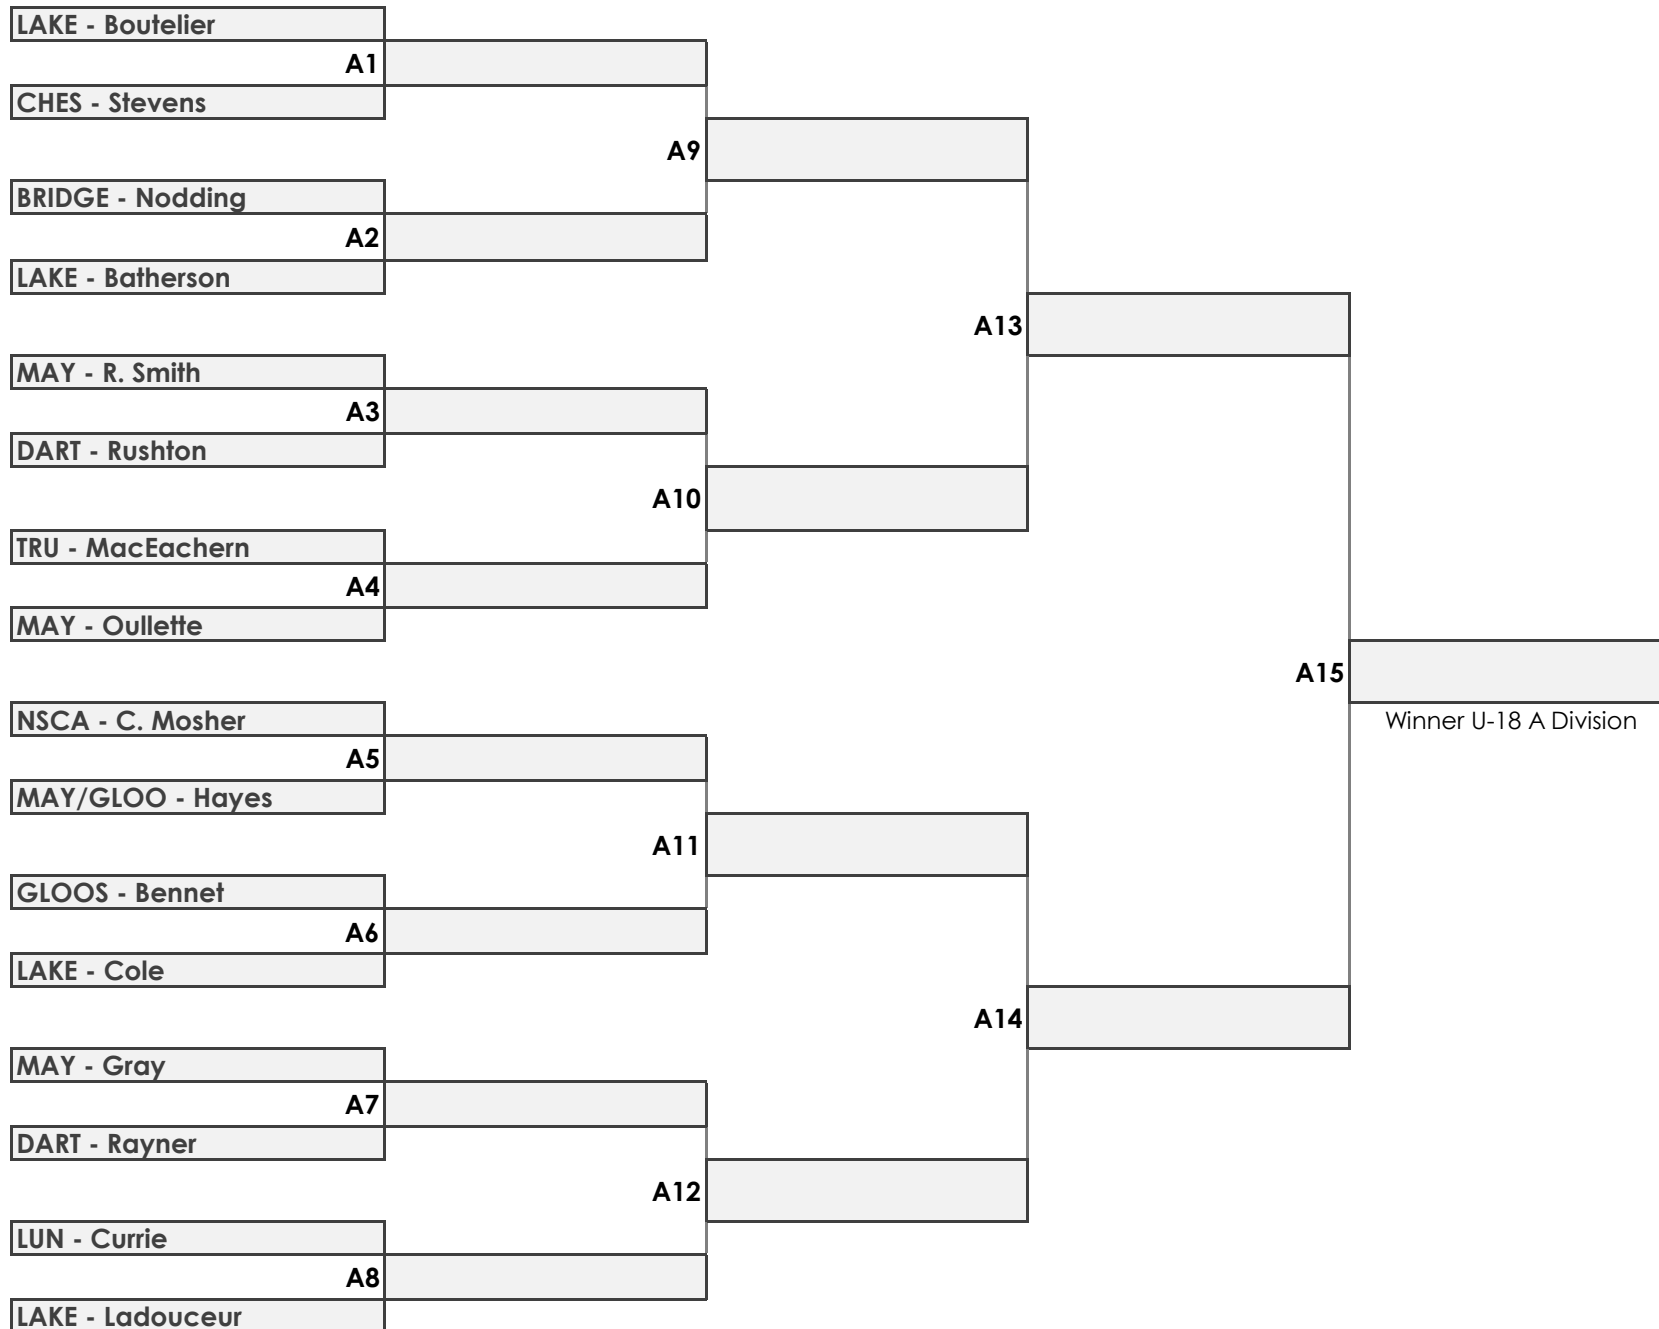 LAKE - Boutelier
A1
CHES - Stevens
A9
BRIDGE - Nodding
A2
LAKE - Batherson
A13
MAY - R. Smith
A3
DART - Rushton
A10
TRU - MacEachern
A4
MAY - Oullette
A15
NSCA - C. Mosher
Winner U-18 A Division
A5
MAY/GLOO - Hayes
A11
GLOOS - Bennet
A6
LAKE - Cole
A14
MAY - Gray
A7
DART - Rayner
A12
LUN - Currie
A8
LAKE - Ladouceur